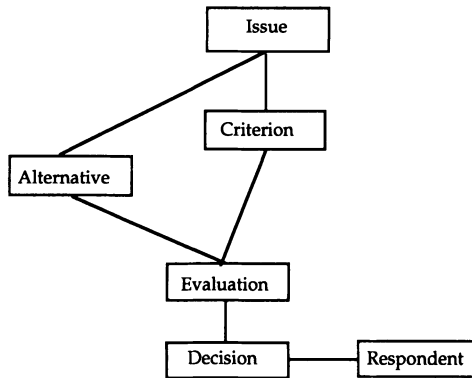 Issue
Criterion
Alternative
Evaluation
Decision
Respondent